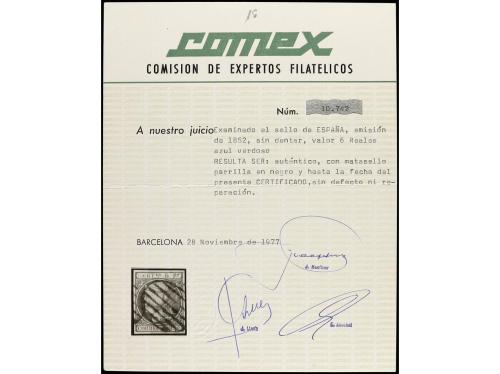 18
comex
COMISION DE EXPERTOS FILATELICOS
Núm. 10.742
A nuestro juicio Examinado el sello de ESPAÑA, emisión
de 1852, sin dentar, valor 6 Reales
azul verdoso
RESULTA SER: auténtico, con matasello
parrilla en negro y hasta la fecha del
presente CERTIFICADO, sin defecto ni re-
paración.
BARCELONA, 28 Noviembre de 1977